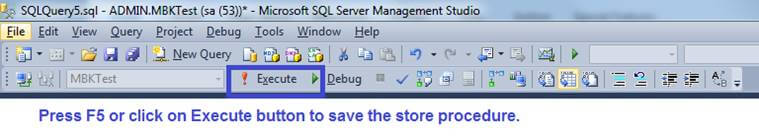 SQLQuery5.sql - ADMIN.MBKTest (sa (53))* - Microsoft SQL Server Management Studio
File Edit View Query Project Debug Tools Window Help
New Query
MBKTest Execute Debug
Press F5 or click on Execute button to save the store procedure.